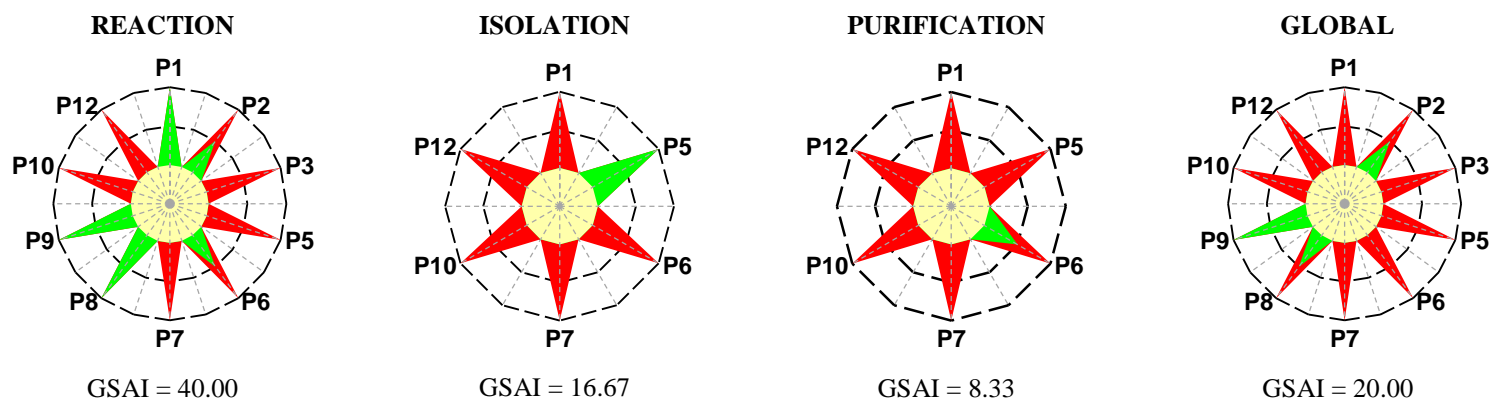 REACTION
P1
P2
P3
P5
P6
P7
P8
P9
P10
P12
GSAI = 40.00
ISOLATION
P1
P5
P6
P7
P10
P12
GSAI = 16.67
PURIFICATION
P1
P5
P6
P7
P10
P12
GSAI = 8.33
GLOBAL
P1
P2
P3
P5
P6
P7
P8
P9
P10
P12
GSAI = 20.00